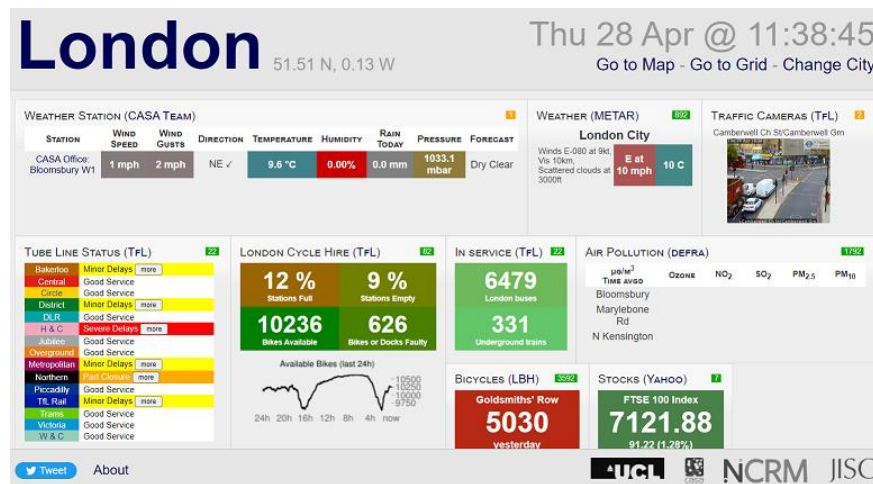 London
51.51 N, 0.13 W
Thu 28 Apr @ 11:38:45
Go to Map - Go to Grid - Change City
WEATHER STATION (CASA TEAM)
1
STATION WIND SPEED WIND GUSTS DIRECTION TEMPERATURE HUMIDITY RAIN TODAY PRESSURE FORECAST
CASA Office: Bloomsbury W1 1 mph 2 mph NE ↙ 9.6 °C 0.00% 0.0 mm 1033.1 mbar Dry Clear
WEATHER (METAR)
892
London City
Winds E-080 at 9kt,
Vis 10km,
Scattered clouds at
3000ft
E at
10 mph
10 C
TRAFFIC CAMERAS (TFL)
2
Camberwell Ch St/Camberwell Grn
TUBE LINE STATUS (TFL)
22
Bakerloo Minor Delays more
Central Good Service
Circle Good Service
District Minor Delays more
DLR Good Service
H & C Severe Delays more
Jubilee Good Service
Overground Good Service
Metropolitan Minor Delays more
Northern Part Closure more
Piccadilly Good Service
TfL Rail Minor Delays more
Trams Good Service
Victoria Good Service
W & C Good Service
LONDON CYCLE HIRE (TFL)
82
12 % 9 %
Stations Full Stations Empty
10236 626
Bikes Available Bikes or Docks Faulty
Available Bikes (last 24h)
10500
10250
10000
9750
24h 20h 16h 12h 8h 4h now
IN SERVICE (TFL)
22
6479
London buses
331
Underground trains
AIR POLLUTION (DEFRA)
1792
µg/m³
TIME AVGD OZONE NO2 SO2 PM2.5 PM10
Bloomsbury
Marylebone
Rd
N Kensington
BICYCLES (LBH)
3592
Goldsmiths' Row
5030
yesterday
STOCKS (YAHOO)
7
FTSE 100 Index
7121.88
91.22 (1.28%)
Tweet
About
UCL
casa
NCRM
JISC